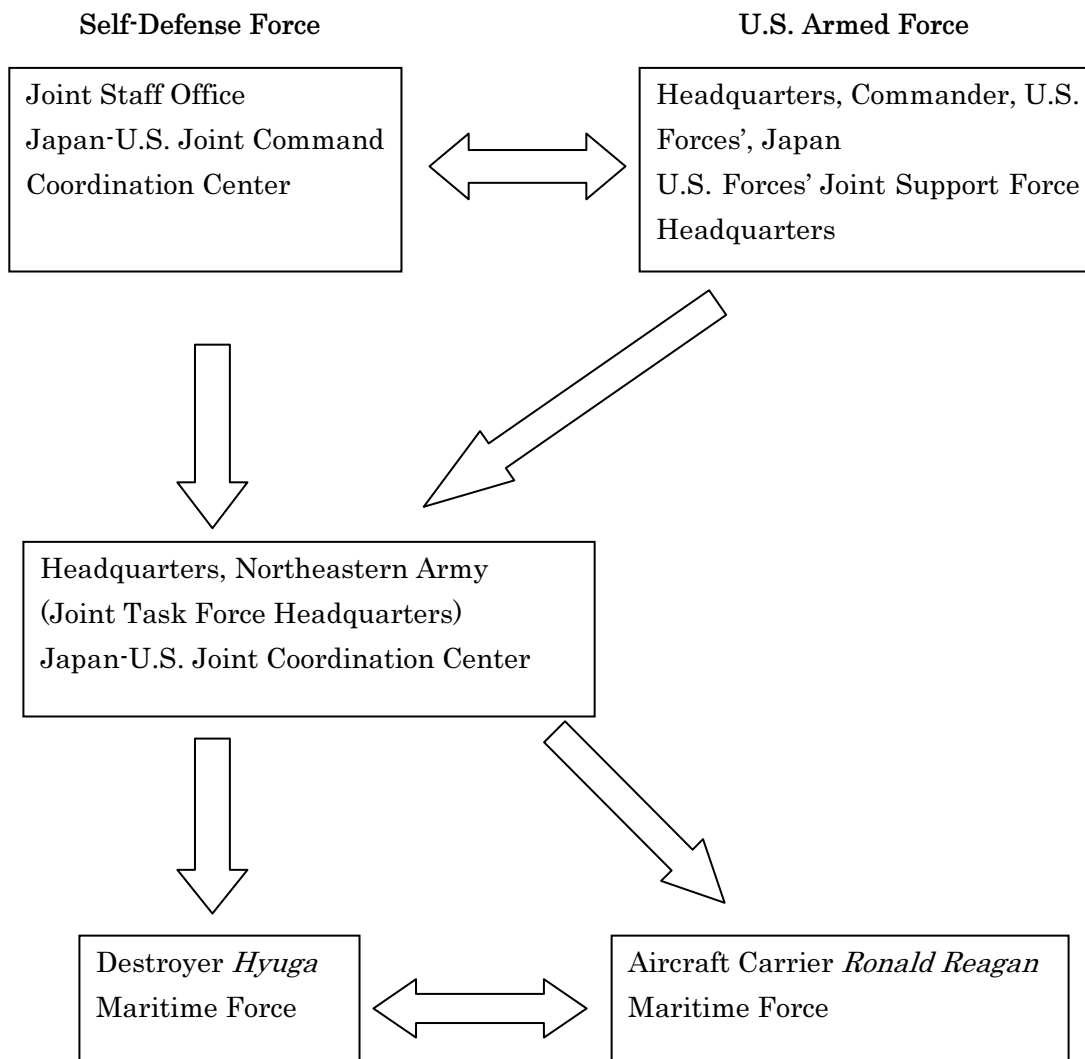 Self-Defense Force
U.S. Armed Force
Joint Staff Office
Japan-U.S. Joint Command
Coordination Center
Headquarters, Commander, U.S.
Forces’, Japan
U.S. Forces’ Joint Support Force
Headquarters
Headquarters, Northeastern Army
(Joint Task Force Headquarters)
Japan-U.S. Joint Coordination Center
Destroyer Hyuga
Maritime Force
Aircraft Carrier Ronald Reagan
Maritime Force